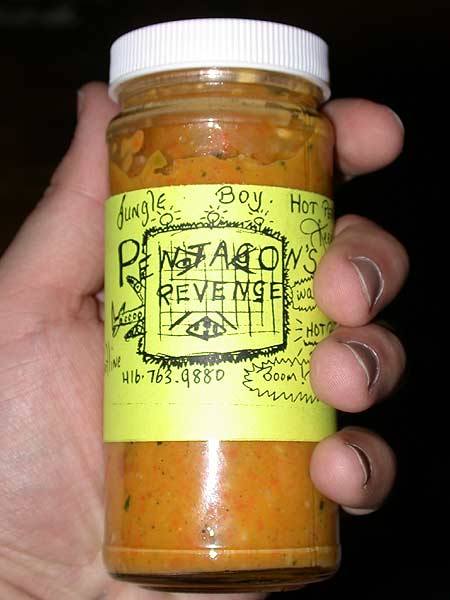 Jungle Boy HOT
PENTAGON'S
REVENGE
HOT
416.763.9880
Boom